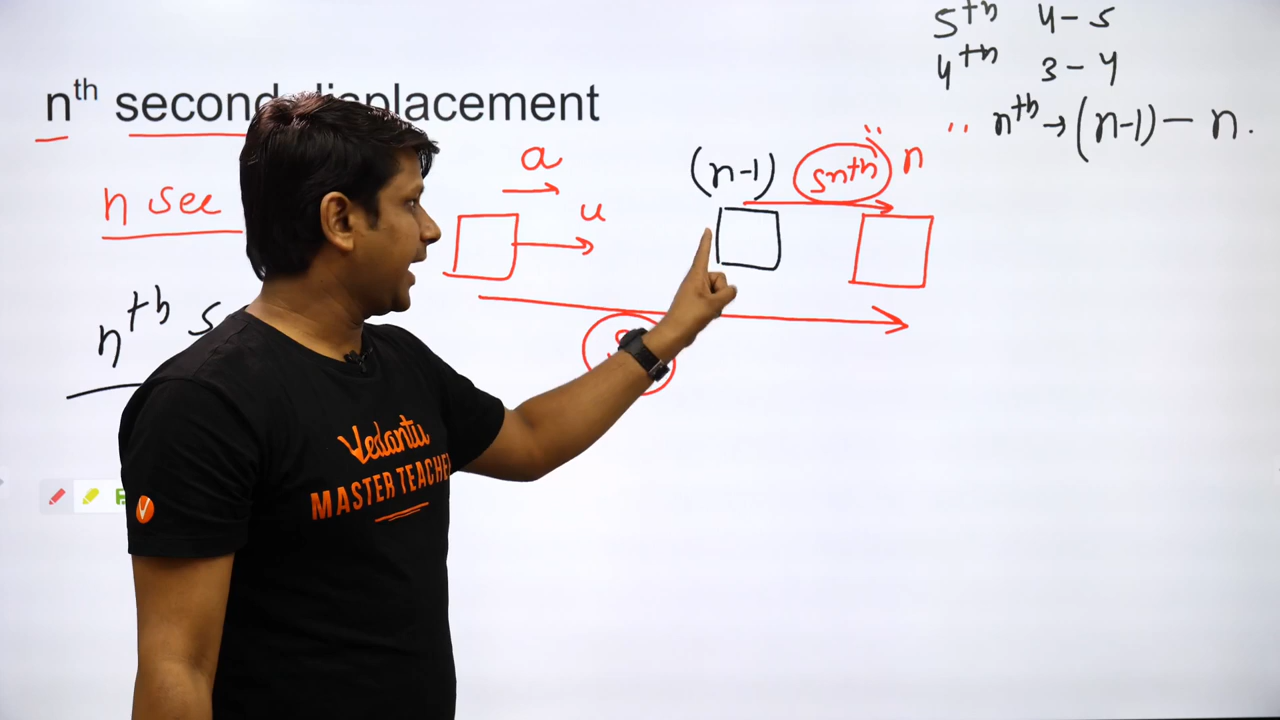 5th 4-5
4th 3-4
nth second displacement
" nth → (n-1) - n.
n sec
a
u
(n-1)
snth "
n
nth s
Vedantu
MASTER TEACHER
V